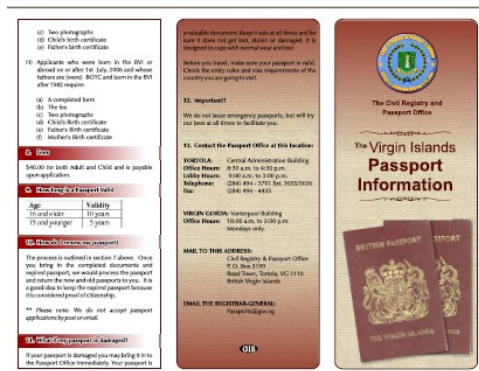 (c) Two photographs
(d) Child's birth certificate
(e) Father's birth certificate
H) Applicants who were born in the BVI or
abroad on or after 1st July, 2006 and whose
fathers are (were) BOTC and born in the BVI
after 1982 require:
(a) A completed form
(b) The fee
(c) Two photographs
(d) Child's Birth certificate
(e) Father's Birth certificate
(f) Mother's Birth certificate
8. Fees
$40.00 for both Adult and Child and is payable
upon application.
9. How long is a Passport Valid
Age Validity
16 and older 10 years
15 and younger 5 years
10. How do I renew my passport?
The process is outlined in section 7 above. Once
you bring in the completed documents and
expired passport, we would process the passport
and return the new and old passports to you. It is
a good idea to keep the expired passport because
it is considered proof of citizenship.
** Please note: We do not accept passport
applications by post or email.
11. What if my passport is damaged?
If your passport is damaged you may bring it to
the Passport Office immediately. Your passport is
a valuable document. Keep it safe at all times and be
sure it does not get lost, stolen or damaged. It is
designed to cope with normal wear and tear.
Before you travel, make sure your passport is valid.
Check the entry rules and visa requirements of the
country you are going to visit.
12. Important!!
We do not issue emergency passports, but will try
our best at all times to facilitate you.
13. Contact the Passport Office at this location:
TORTOLA: Central Administration Building
Office Hours: 8:30 a.m. to 4:30 p.m.
Lobby Hours: 9:00 a.m. to 3:00 p.m.
Telephone: (284) 494 - 3701 Ext. 3035/3036
Fax: (284) 494 - 4435
VIRGIN GORDA: Vanterpool Building
Office Hours: 10:00 a.m. to 2:30 p.m.
Mondays only.
MAIL TO THIS ADDRESS:
Civil Registry & Passport Office
P. O. Box 3199
Road Town, Tortola, VG 1110
British Virgin Islands
EMAIL THE REGISTRAR-GENERAL:
Passports@gov.vg
GIS
The Civil Registry and
Passport Office
The Virgin Islands
Passport
Information
BRITISH PASSPORT
SSPORT
THE VIRGIN ISLANDS